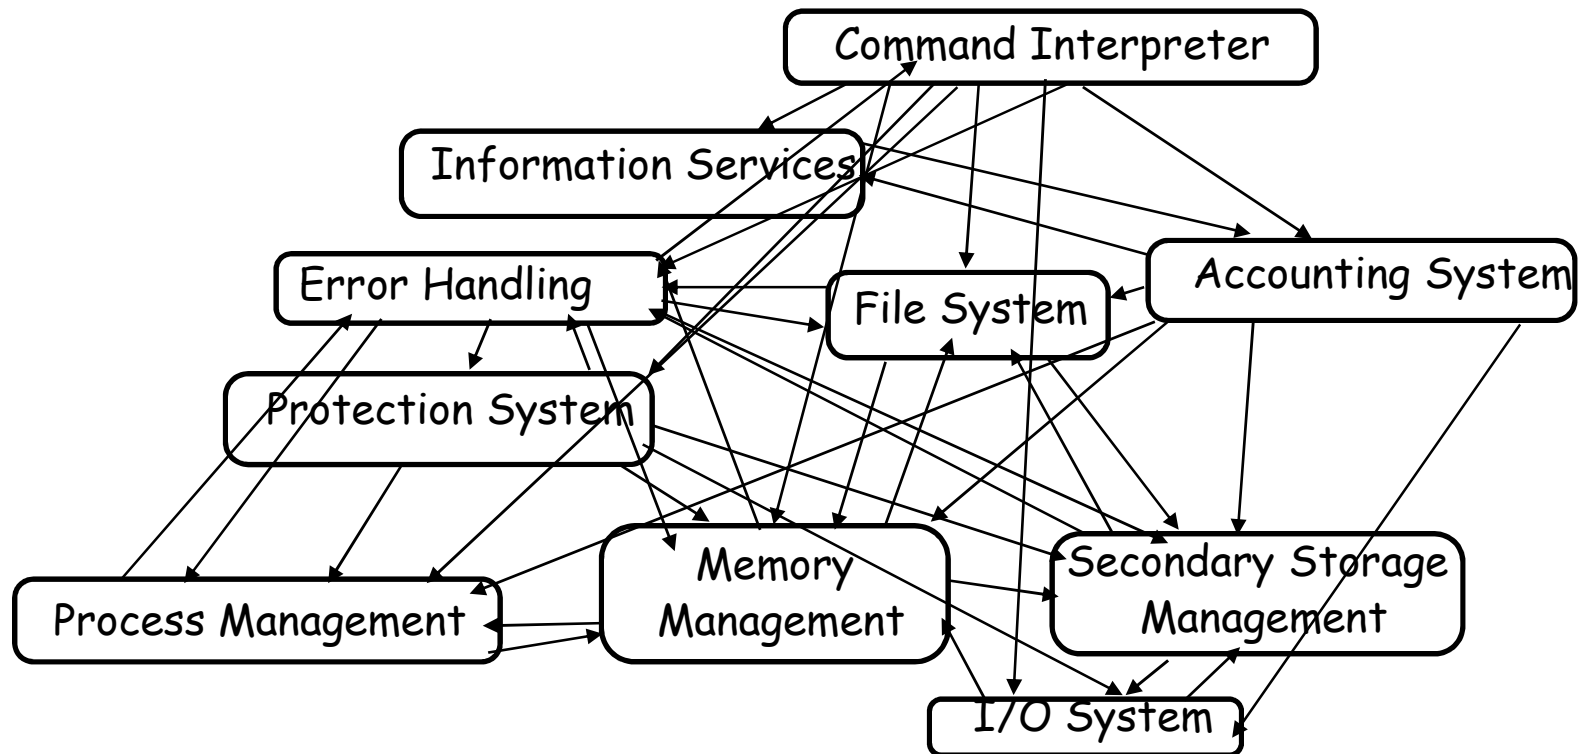 Command Interpreter
Information Services
Error Handling
Accounting System
File System
Protection System
Memory
Management
Secondary Storage
Management
Process Management
I/O System